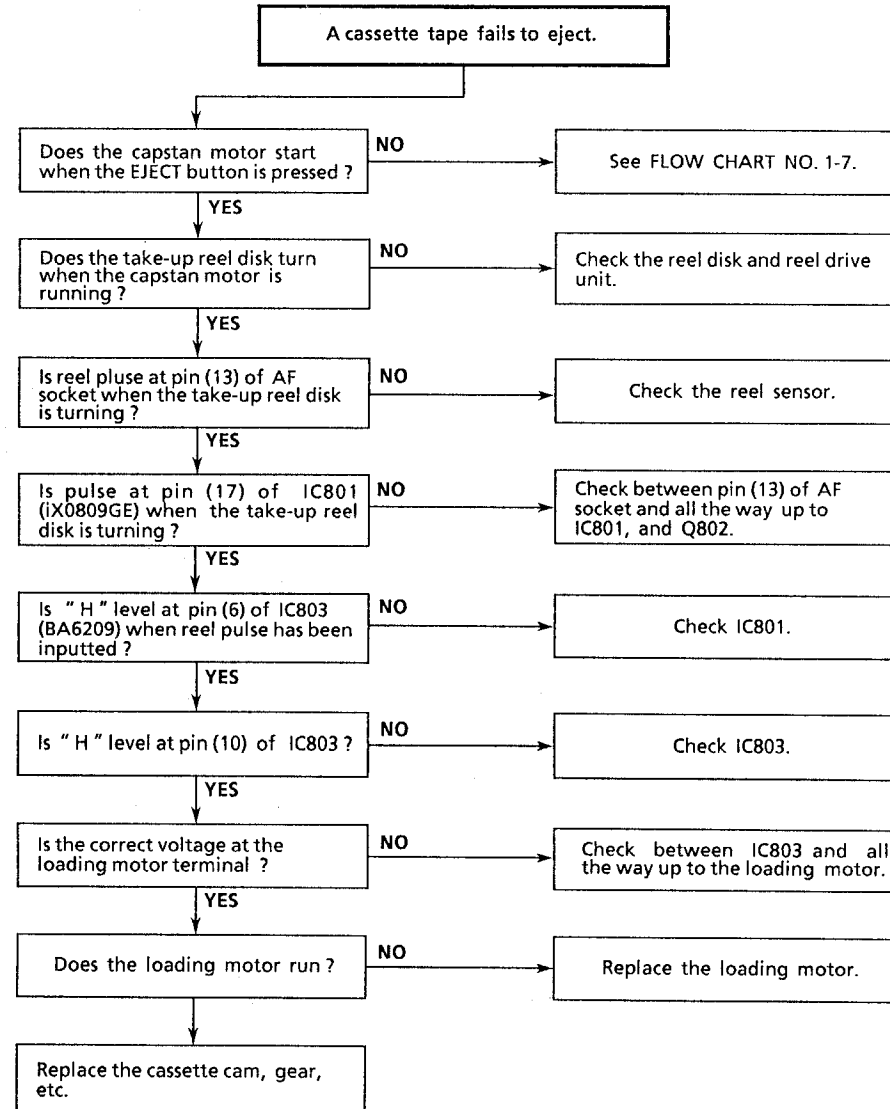 A cassette tape fails to eject.
Does the capstan motor start
when the EJECT button is pressed ?
NO
See FLOW CHART NO. 1-7.
YES
Does the take-up reel disk turn
when the capstan motor is
running ?
NO
Check the reel disk and reel drive
unit.
YES
Is reel pluse at pin (13) of AF
socket when the take-up reel disk
is turning ?
NO
Check the reel sensor.
YES
Is pulse at pin (17) of IC801
(iX0809GE) when the take-up reel
disk is turning ?
NO
Check between pin (13) of AF
socket and all the way up to
IC801, and Q802.
YES
Is " H " level at pin (6) of IC803
(BA6209) when reel pulse has been
inputted ?
NO
Check IC801.
YES
Is " H " level at pin (10) of IC803 ?
NO
Check IC803.
YES
Is the correct voltage at the
loading motor terminal ?
NO
Check between IC803 and all
the way up to the loading motor.
YES
Does the loading motor run ?
NO
Replace the loading motor.
Replace the cassette cam, gear,
etc.